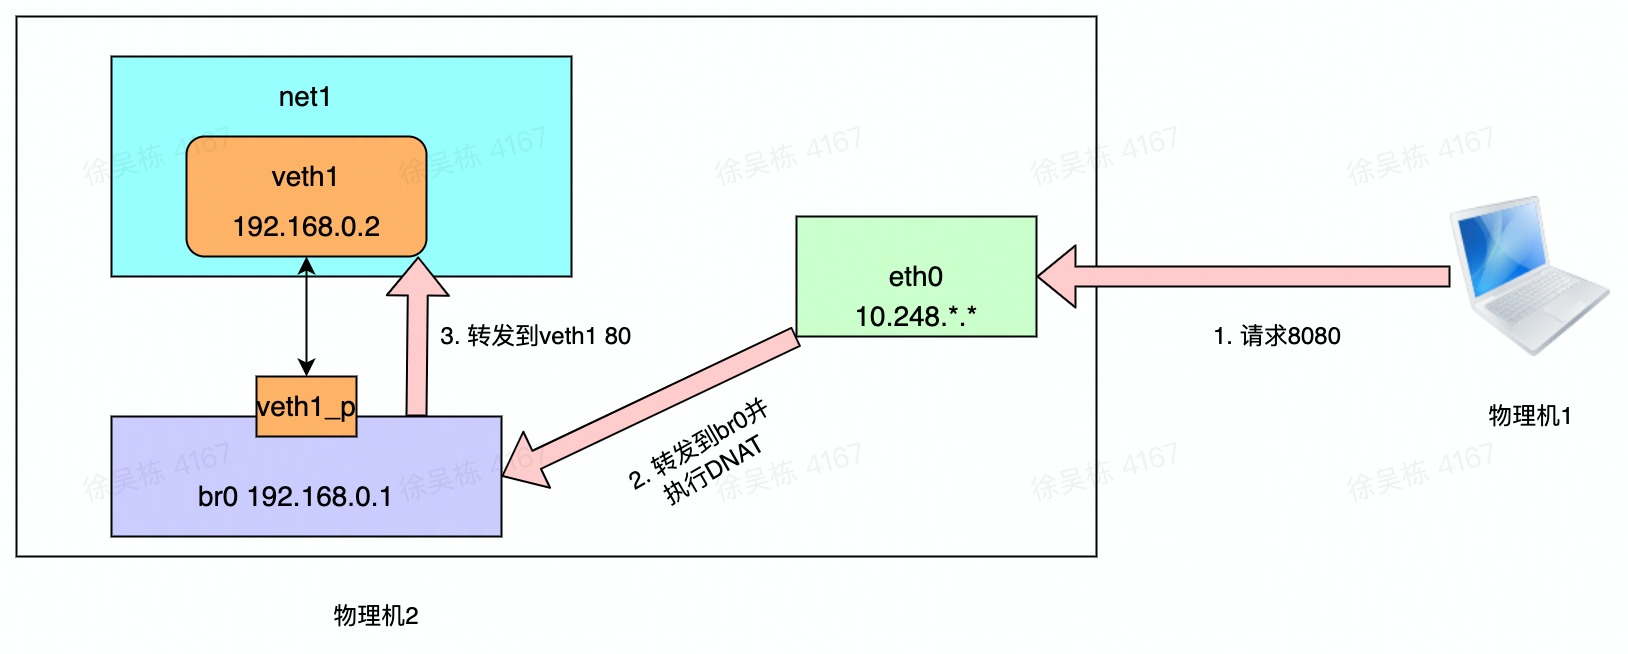 net1
veth1
192.168.0.2
eth0
10.248.*.*
3. 转发到veth1 80
1. 请求8080
veth1_p
物理机1
2. 转发到br0并
执行DNAT
br0 192.168.0.1
物理机2
徐吴栋 4167
徐吴栋 4167
徐吴栋 4167
徐吴栋 4167
徐吴栋 4167
徐吴栋 4167
徐吴栋 4167
徐吴栋 4167
徐吴栋 4167
徐吴栋 4167